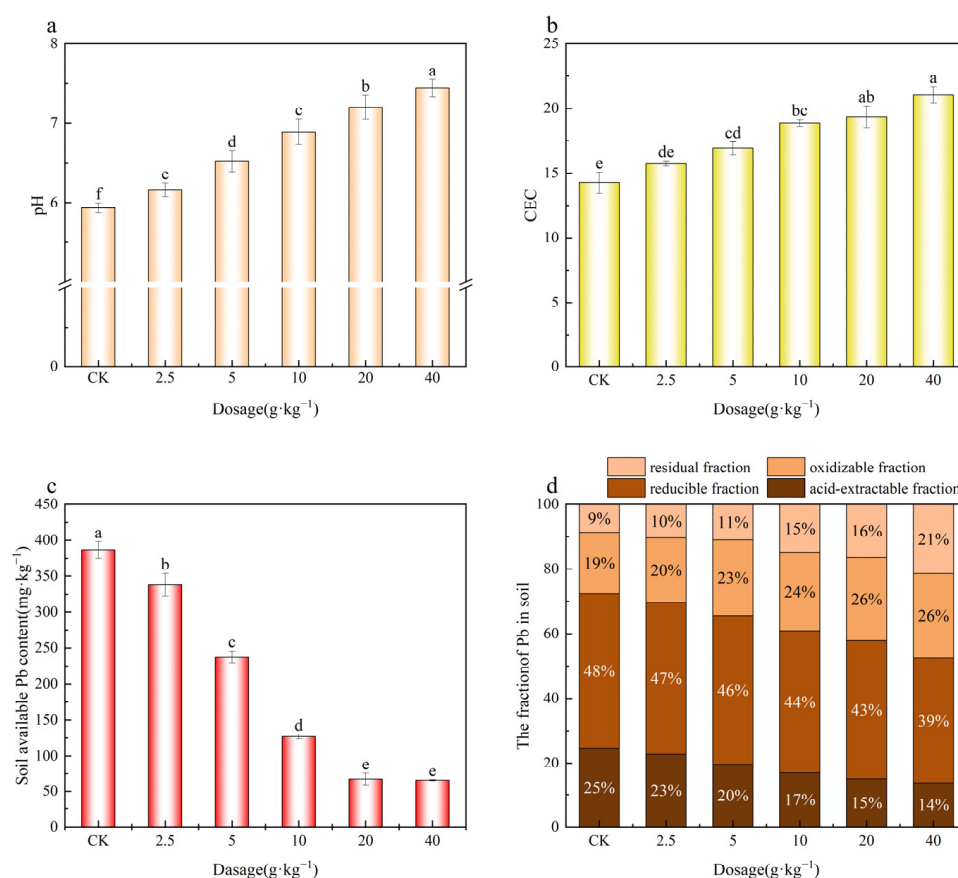 a
8
7
6
0
pH
f
c
d
c
b
a
CK 2.5 5 10 20 40
Dosage(g·kg⁻¹)
b
25
20
15
10
5
0
CEC
e
de
cd
bc
ab
a
CK 2.5 5 10 20 40
Dosage(g·kg⁻¹)
c
450
400
350
300
250
200
150
100
50
0
Soil available Pb content(mg·kg⁻¹)
a
b
c
d
e
e
CK 2.5 5 10 20 40
Dasage(g·kg⁻¹)
residual fraction oxidizable fraction
reducible fraction acid-extractable fraction
d
100
80
60
40
20
0
The fractionof Pb in soil
9% 10% 11% 15% 16% 21%
19% 20% 23% 24% 26% 26%
48% 47% 46% 44% 43% 39%
25% 23% 20% 17% 15% 14%
CK 2.5 5 10 20 40
Dosage(g·kg⁻¹)